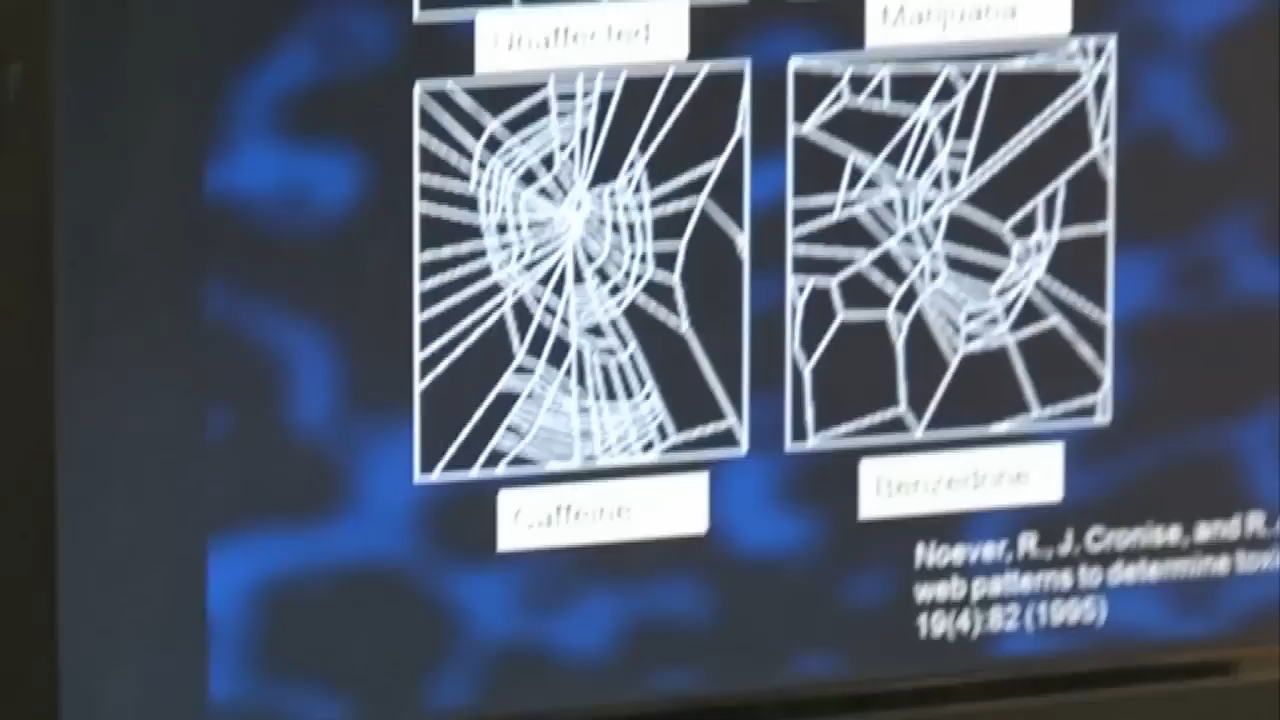 Unaffected
Marijuana
Caffeine
Benzedrine
Noever, R., J. Cronise, and R.
web patterns to determine
19(4):82 (1995)